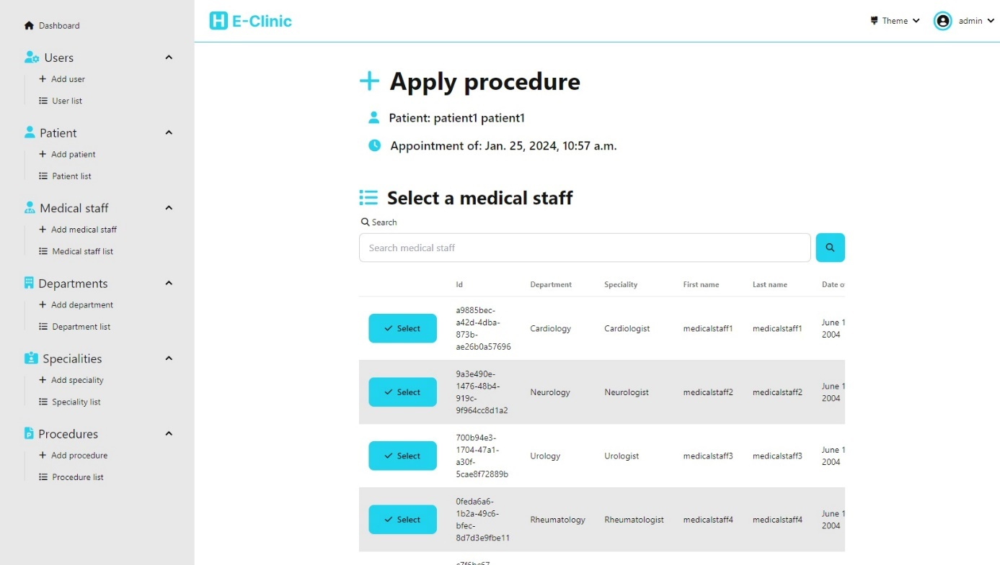 Dashboard
Users
Add user
User list
Patient
Add patient
Patient list
Medical staff
Add medical staff
Medical staff list
Departments
Add department
Department list
Specialities
Add speciality
Speciality list
Procedures
Add procedure
Procedure list
H E-Clinic
Theme
admin
Apply procedure
Patient: patient1 patient1
Appointment of: Jan. 25, 2024, 10:57 a.m.
Select a medical staff
Search
Search medical staff
Id Department Speciality First name Last name Date o
Select a9885bec-a42d-4dba-873b-ae26b0a57696 Cardiology Cardiologist medicalstaff1 medicalstaff1 June 1 2004
Select 9a3e490e-1476-48b4-919c-9f964cc8d1a2 Neurology Neurologist medicalstaff2 medicalstaff2 June 1 2004
Select 700b94e3-1704-47a1-a30f-5cae8f72889b Urology Urologist medicalstaff3 medicalstaff3 June 1 2004
Select 0feda6a6-1b2a-49c6-bfec-8d7d3e9fbe11 Rheumatology Rheumatologist medicalstaff4 medicalstaff4 June 1 2004